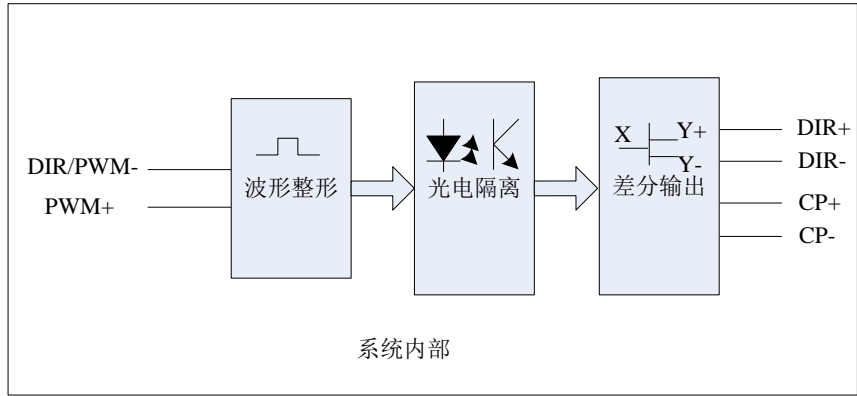 DIR/PWM-
PWM+
波形整形
光电隔离
X
Y+
Y-
差分输出
DIR+
DIR-
CP+
CP-
系统内部